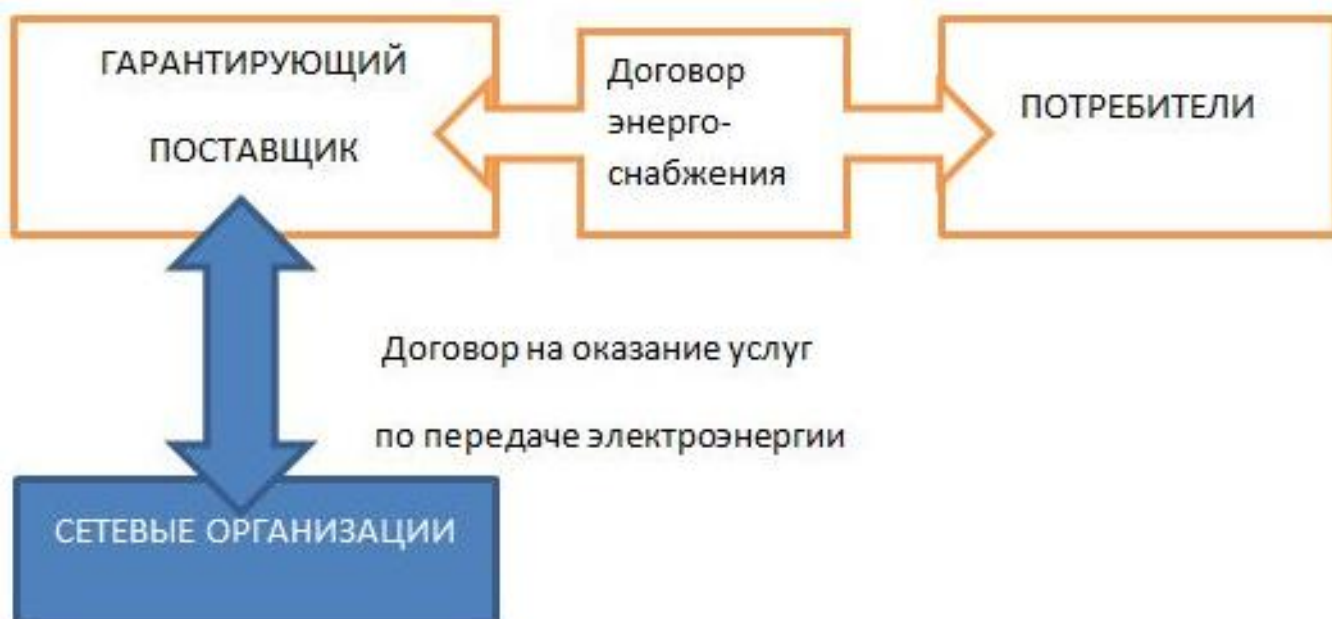 ГАРАНТИРУЮЩИЙ
ПОСТАВЩИК
Договор
энерго-
снабжения
ПОТРЕБИТЕЛИ
Договор на оказание услуг
по передаче электроэнергии
СЕТЕВЫЕ ОРГАНИЗАЦИИ